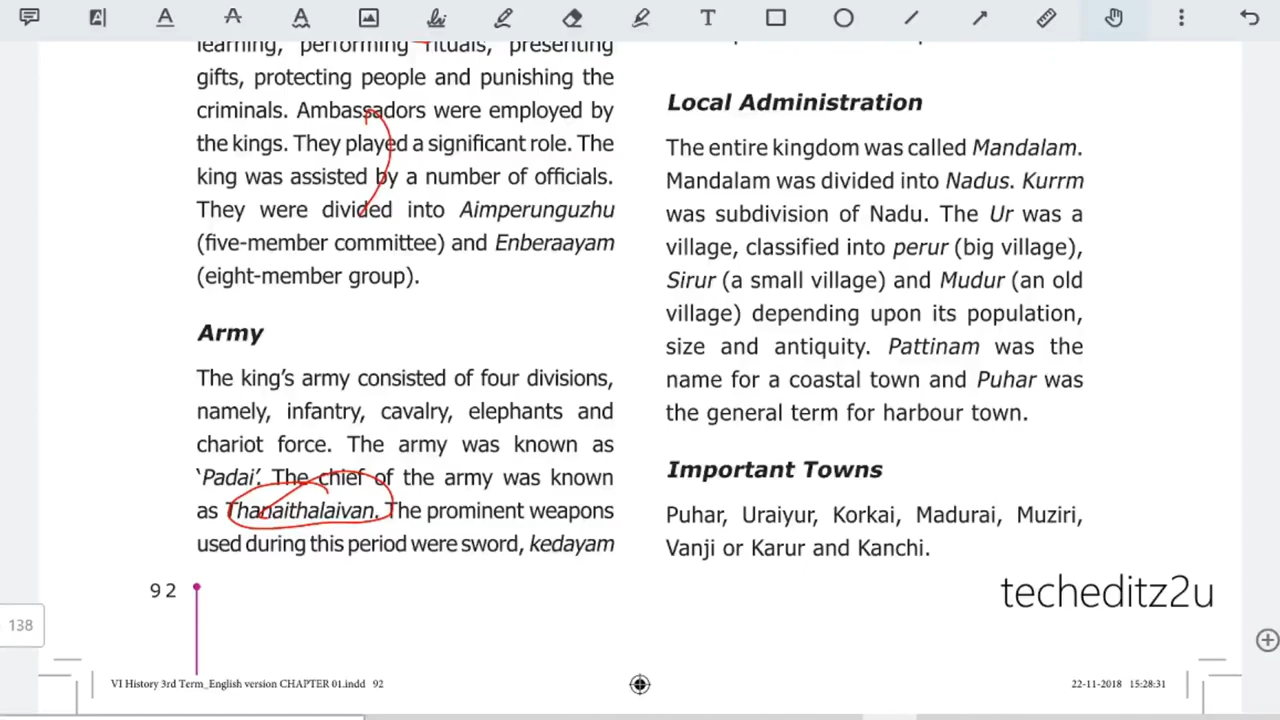 learning, performing rituals, presenting
gifts, protecting people and punishing the
criminals. Ambassadors were employed by
the kings. They played a significant role. The
king was assisted by a number of officials.
They were divided into Aimperunguzhu
(five-member committee) and Enberaayam
(eight-member group).
Army
The king’s army consisted of four divisions,
namely, infantry, cavalry, elephants and
chariot force. The army was known as
‘Padai’. The chief of the army was known
as Thanaithalaivan. The prominent weapons
used during this period were sword, kedayam
92
138
Local Administration
The entire kingdom was called Mandalam.
Mandalam was divided into Nadus. Kurrm
was subdivision of Nadu. The Ur was a
village, classified into perur (big village),
Sirur (a small village) and Mudur (an old
village) depending upon its population,
size and antiquity. Pattinam was the
name for a coastal town and Puhar was
the general term for harbour town.
Important Towns
Puhar, Uraiyur, Korkai, Madurai, Muziri,
Vanji or Karur and Kanchi.
techeditz2u
VI History 3rd Term_English version CHAPTER 01.indd 92
22-11-2018 15:28:31